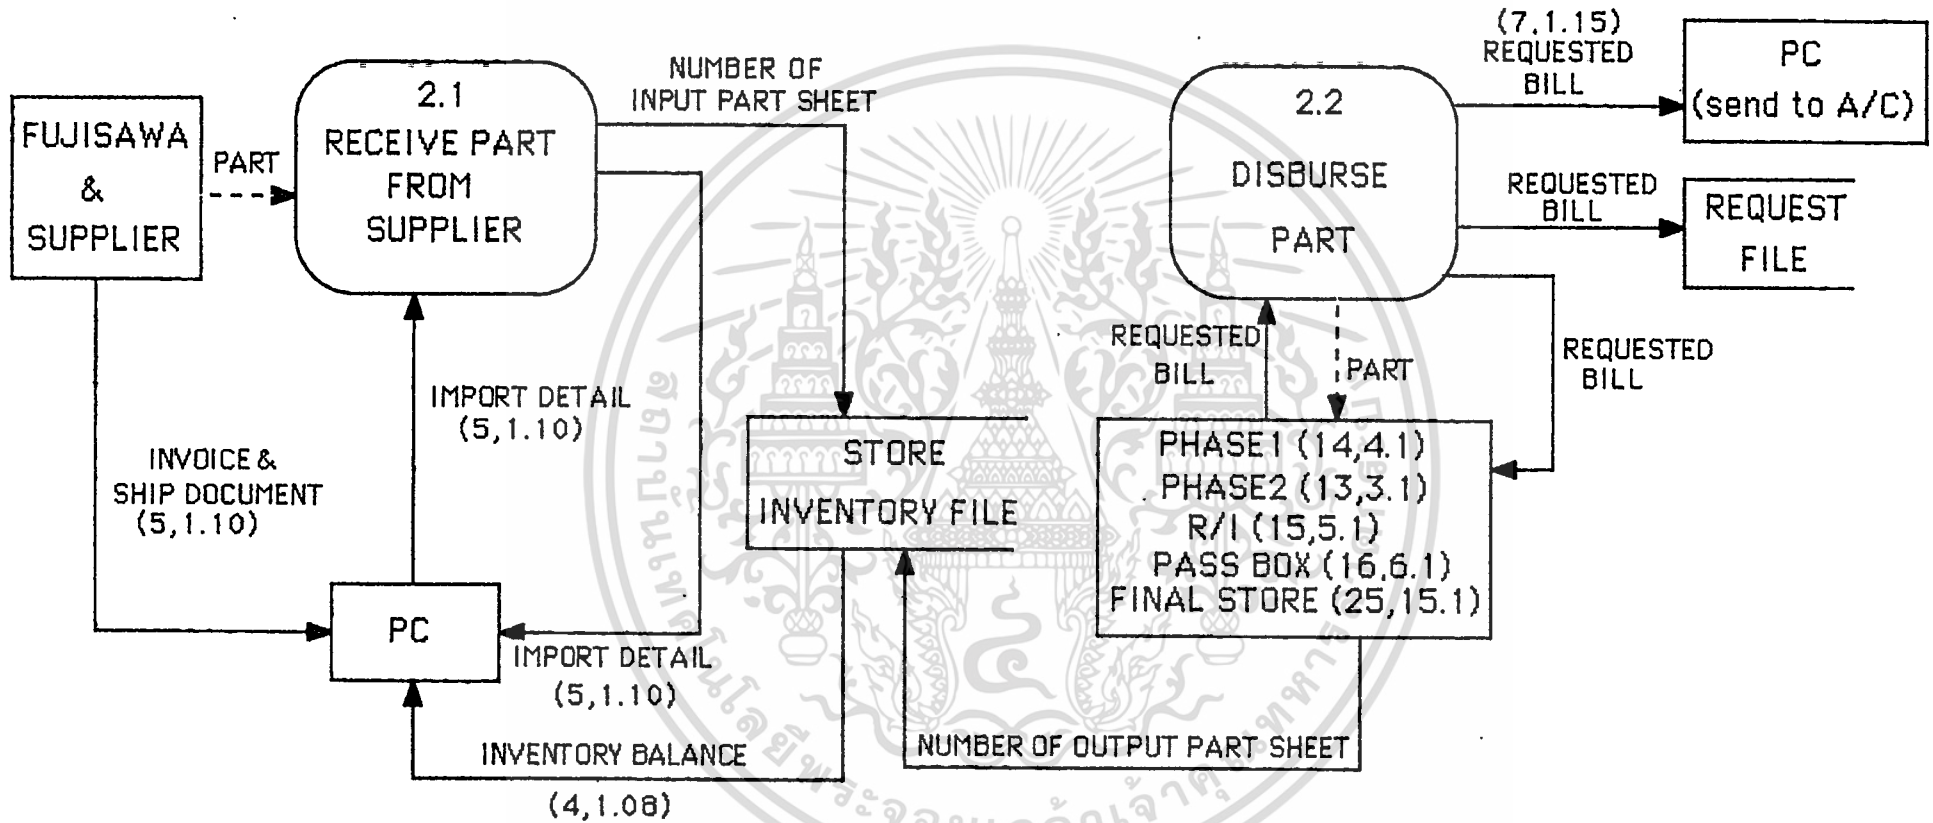 FUJISAWA
&
SUPPLIER
PART
2.1
RECEIVE PART
FROM
SUPPLIER
NUMBER OF
INPUT PART SHEET
INVOICE &
SHIP DOCUMENT
(5,1.10)
IMPORT DETAIL
(5,1.10)
PC
IMPORT DETAIL
(5,1.10)
INVENTORY BALANCE
(4,1.08)
STORE
INVENTORY FILE
NUMBER OF OUTPUT PART SHEET
2.2
DISBURSE
PART
(7,1.15)
REQUESTED
BILL
PC
(send to A/C)
REQUESTED
BILL
REQUEST
FILE
REQUESTED
BILL
PART
REQUESTED
BILL
PHASE1 (14,4.1)
PHASE2 (13,3.1)
R/I (15,5.1)
PASS BOX (16,6.1)
FINAL STORE (25,15.1)